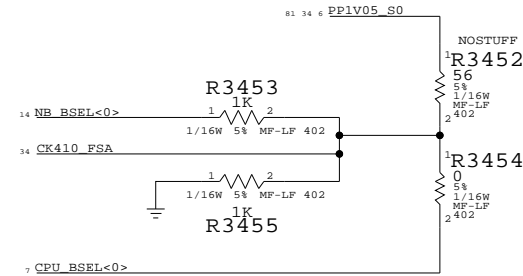 81 34 6 PP1V05_S0
NOSTUFF
1 R3452
56
5%
1/16W
MF-LF
2 402
R3453
1K
14 NB_BSEL<0> 1 2
1/16W 5% MF-LF 402
34 CK410_FSA
1 R3454
0
5%
1/16W
MF-LF
2 402
1 2
1/16W 5% MF-LF 402
1K
R3455
7 CPU_BSEL<0>